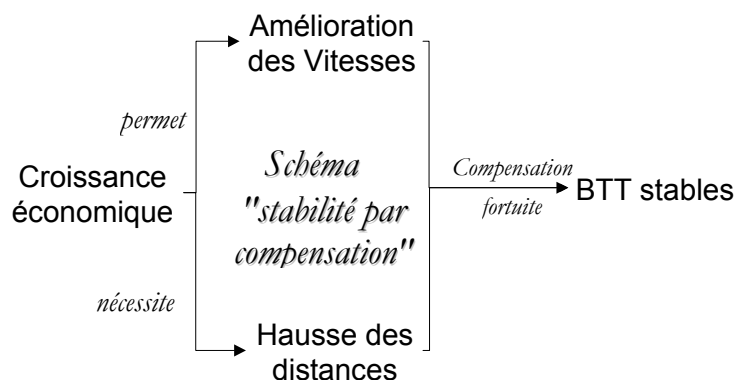 Amélioration
des Vitesses
permet
Croissance
économique
Schéma
"stabilité par
compensation"
Compensation
fortuite
BTT stables
nécessite
Hausse des
distances